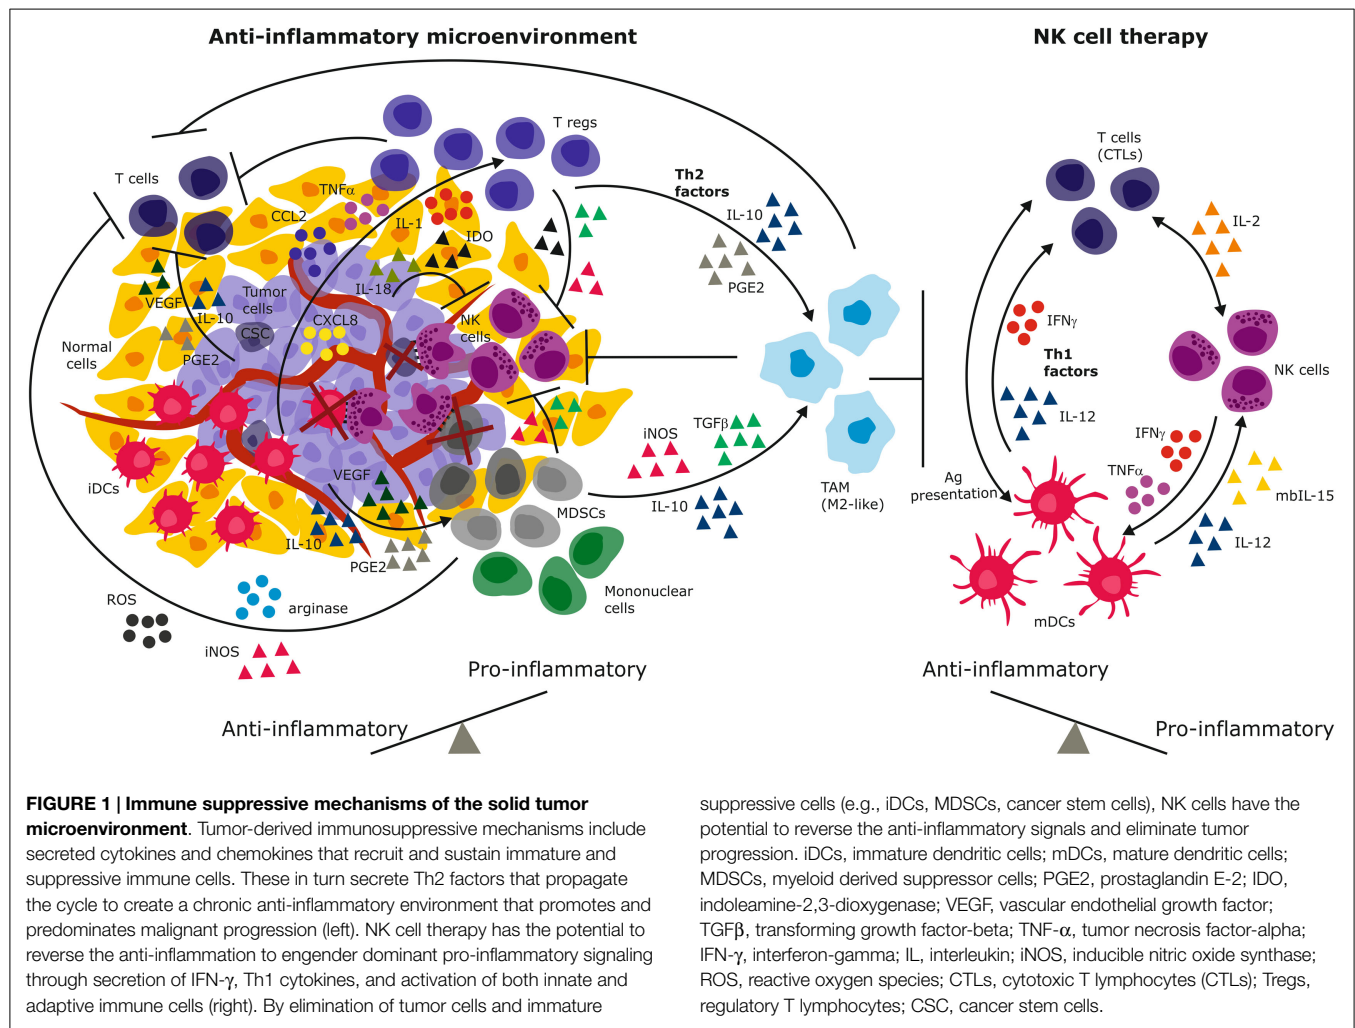 Anti-inflammatory microenvironment
NK cell therapy
T regs
T cells
TNFα
CCL2
IL-1
IDO
Th2
factors
IL-10
PGE2
VEGF
IL-10
PGE2
Tumor
cells
CSC
IL-18
CXCL8
NK
cells
Normal
cells
iDCs
VEGF
IL-10
PGE2
MDSCs
Mononuclear
cells
iNOS
TGFβ
IL-10
TAM
(M2-like)
ROS
arginase
iNOS
T cells
(CTLs)
IL-2
IFNγ
Th1
factors
IL-12
NK cells
IFNγ
TNFα
Ag
presentation
mbIL-15
IL-12
mDCs
Pro-inflammatory
Anti-inflammatory
Anti-inflammatory
Pro-inflammatory
FIGURE 1 | Immune suppressive mechanisms of the solid tumor
microenvironment. Tumor-derived immunosuppressive mechanisms include
secreted cytokines and chemokines that recruit and sustain immature and
suppressive immune cells. These in turn secrete Th2 factors that propagate
the cycle to create a chronic anti-inflammatory environment that promotes and
predominates malignant progression (left). NK cell therapy has the potential to
reverse the anti-inflammation to engender dominant pro-inflammatory signaling
through secretion of IFN-γ, Th1 cytokines, and activation of both innate and
adaptive immune cells (right). By elimination of tumor cells and immature
suppressive cells (e.g., iDCs, MDSCs, cancer stem cells), NK cells have the
potential to reverse the anti-inflammatory signals and eliminate tumor
progression. iDCs, immature dendritic cells; mDCs, mature dendritic cells;
MDSCs, myeloid derived suppressor cells; PGE2, prostaglandin E-2; IDO,
indoleamine-2,3-dioxygenase; VEGF, vascular endothelial growth factor;
TGFβ, transforming growth factor-beta; TNF-α, tumor necrosis factor-alpha;
IFN-γ, interferon-gamma; IL, interleukin; iNOS, inducible nitric oxide synthase;
ROS, reactive oxygen species; CTLs, cytotoxic T lymphocytes (CTLs); Tregs,
regulatory T lymphocytes; CSC, cancer stem cells.